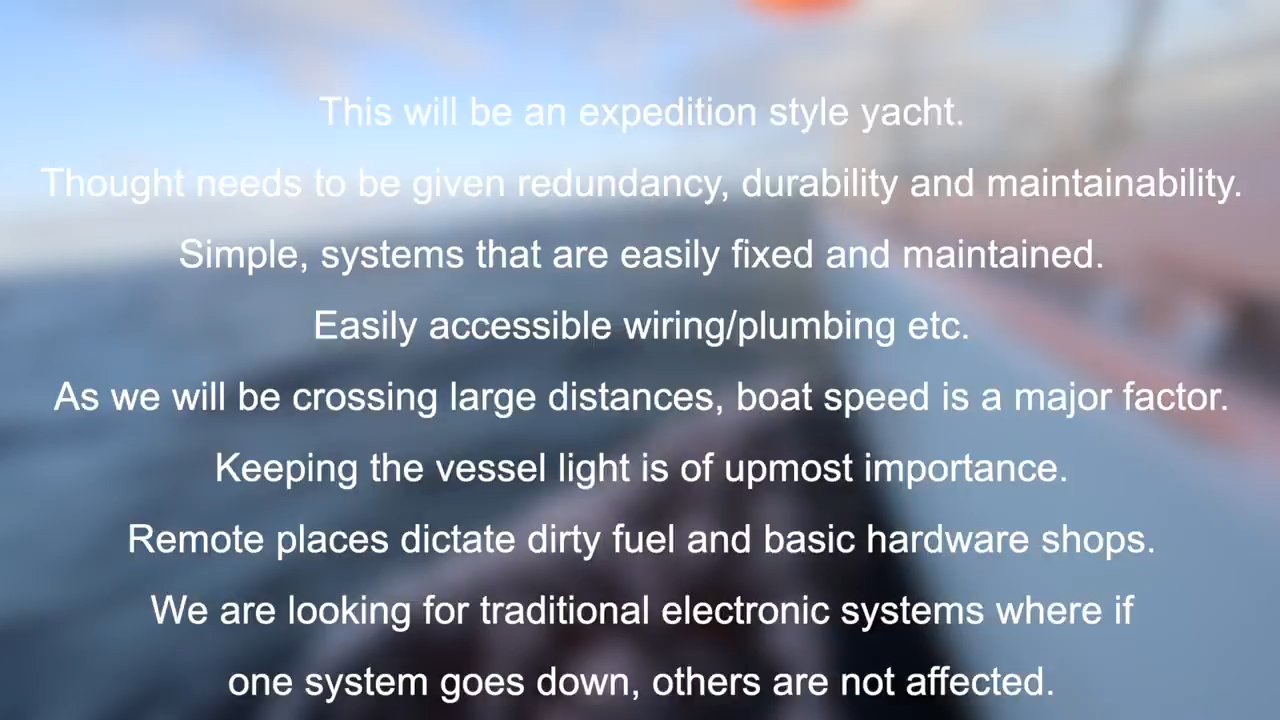 This will be an expedition style yacht.
Thought needs to be given redundancy, durability and maintainability.
Simple, systems that are easily fixed and maintained.
Easily accessible wiring/plumbing etc.
As we will be crossing large distances, boat speed is a major factor.
Keeping the vessel light is of upmost importance.
Remote places dictate dirty fuel and basic hardware shops.
We are looking for traditional electronic systems where if
one system goes down, others are not affected.